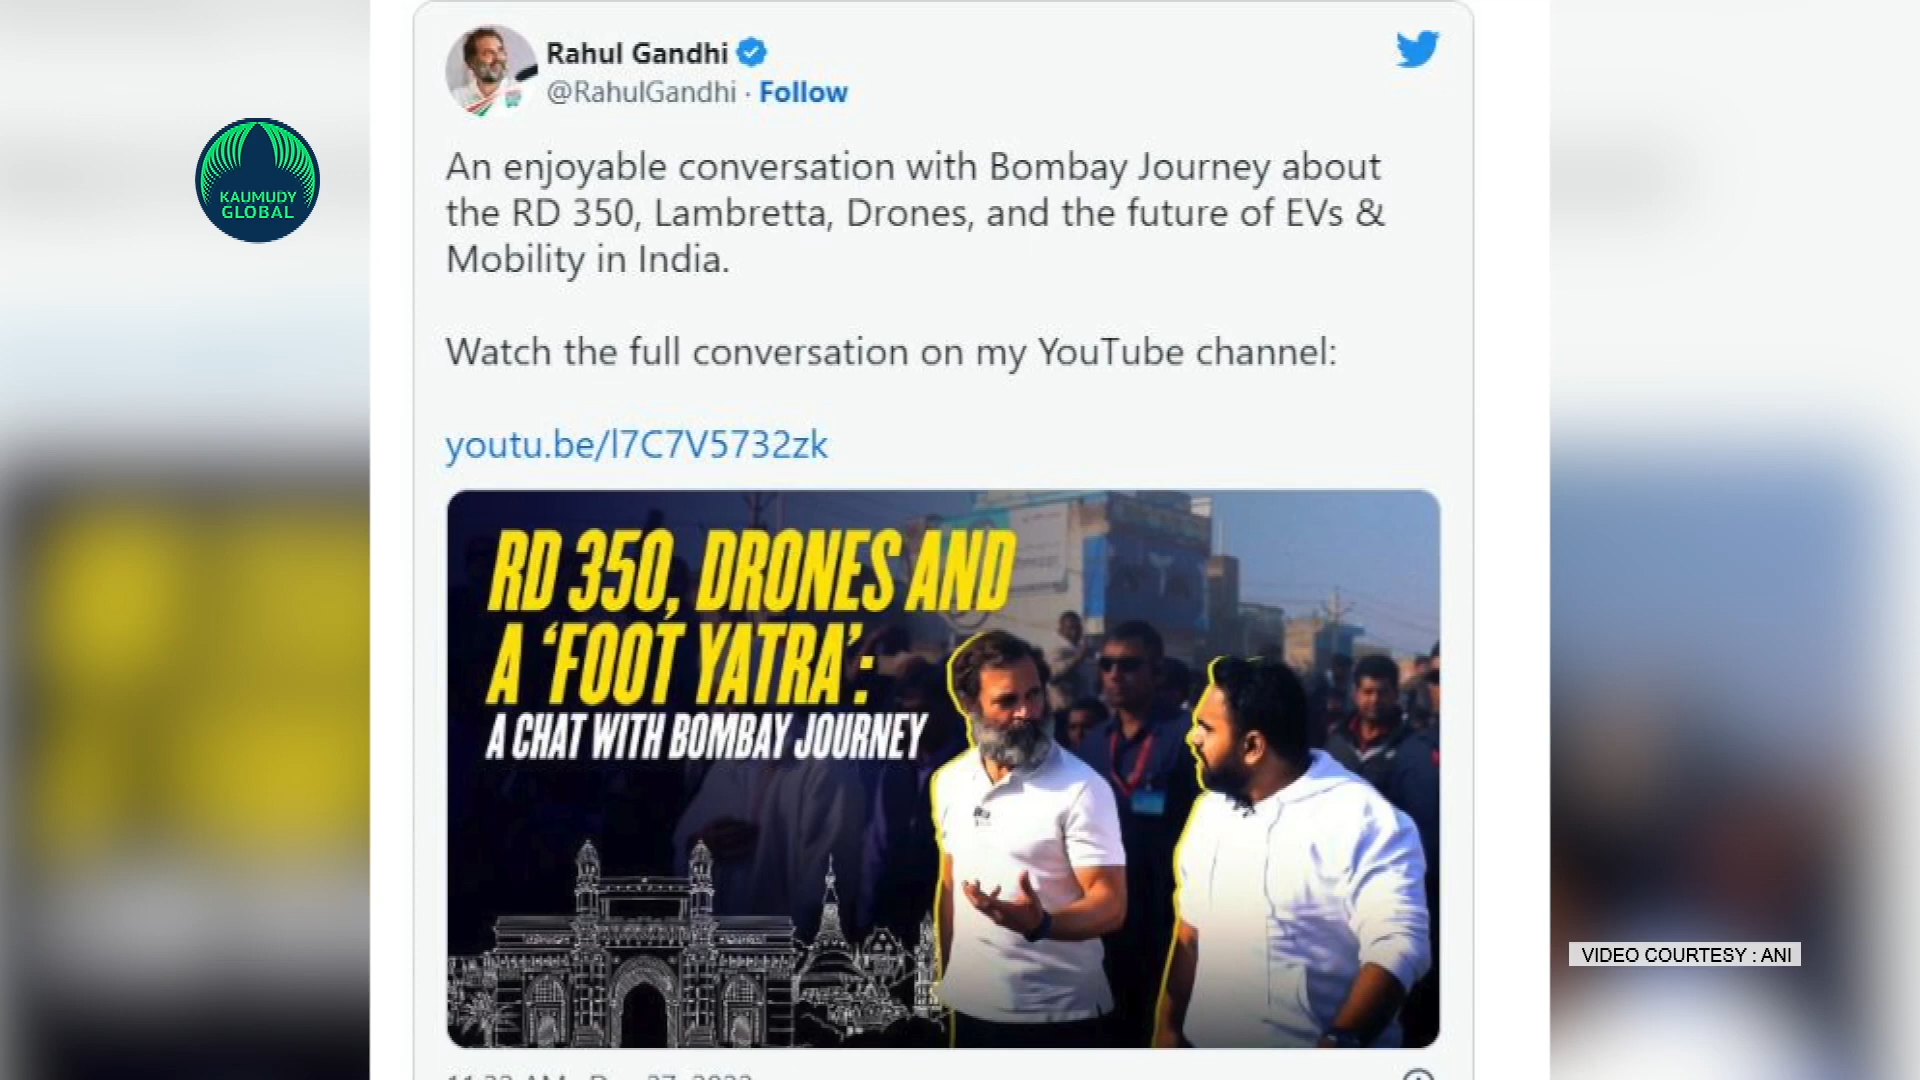 Rahul Gandhi
@RahulGandhi · Follow
KAUMUDY
GLOBAL
An enjoyable conversation with Bombay Journey about
the RD 350, Lambretta, Drones, and the future of EVs &
Mobility in India.
Watch the full conversation on my YouTube channel:
youtu.be/l7C7V5732zk
RD 350, DRONES AND
A ‘FOOT YATRA’:
A CHAT WITH BOMBAY JOURNEY
VIDEO COURTESY : ANI